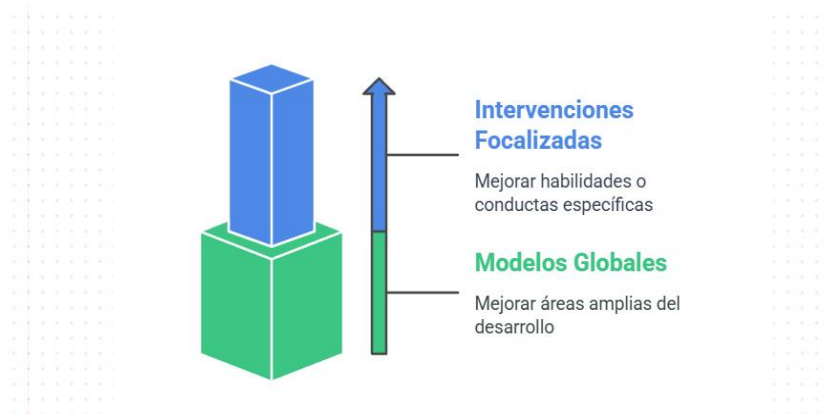 Intervenciones
Focalizadas
Mejorar habilidades o
conductas específicas
Modelos Globales
Mejorar áreas amplias del
desarrollo